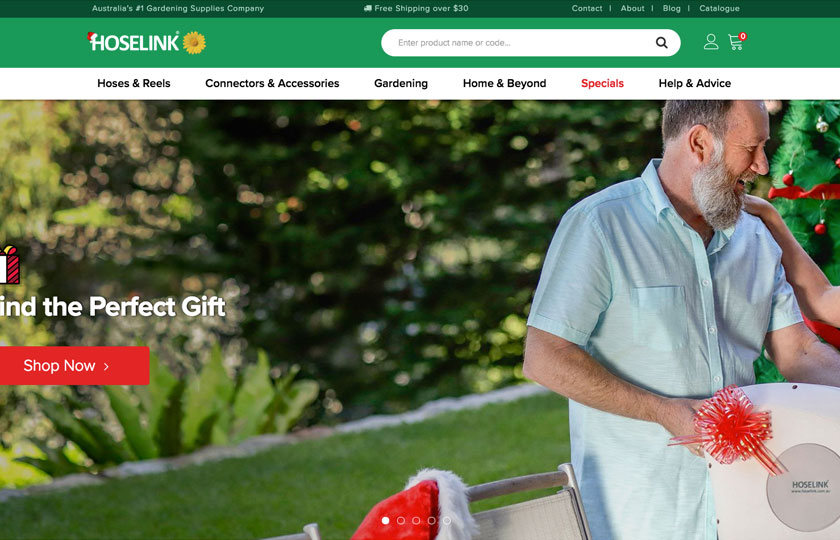 Australia's #1 Gardening Supplies Company
Free Shipping over $30
Contact | About | Blog | Catalogue
HOSELINK®
Enter product name or code...
0
Hoses & Reels Connectors & Accessories Gardening Home & Beyond Specials Help & Advice
ind the Perfect Gift
Shop Now >
HOSELINK
www.hoselink.com.au